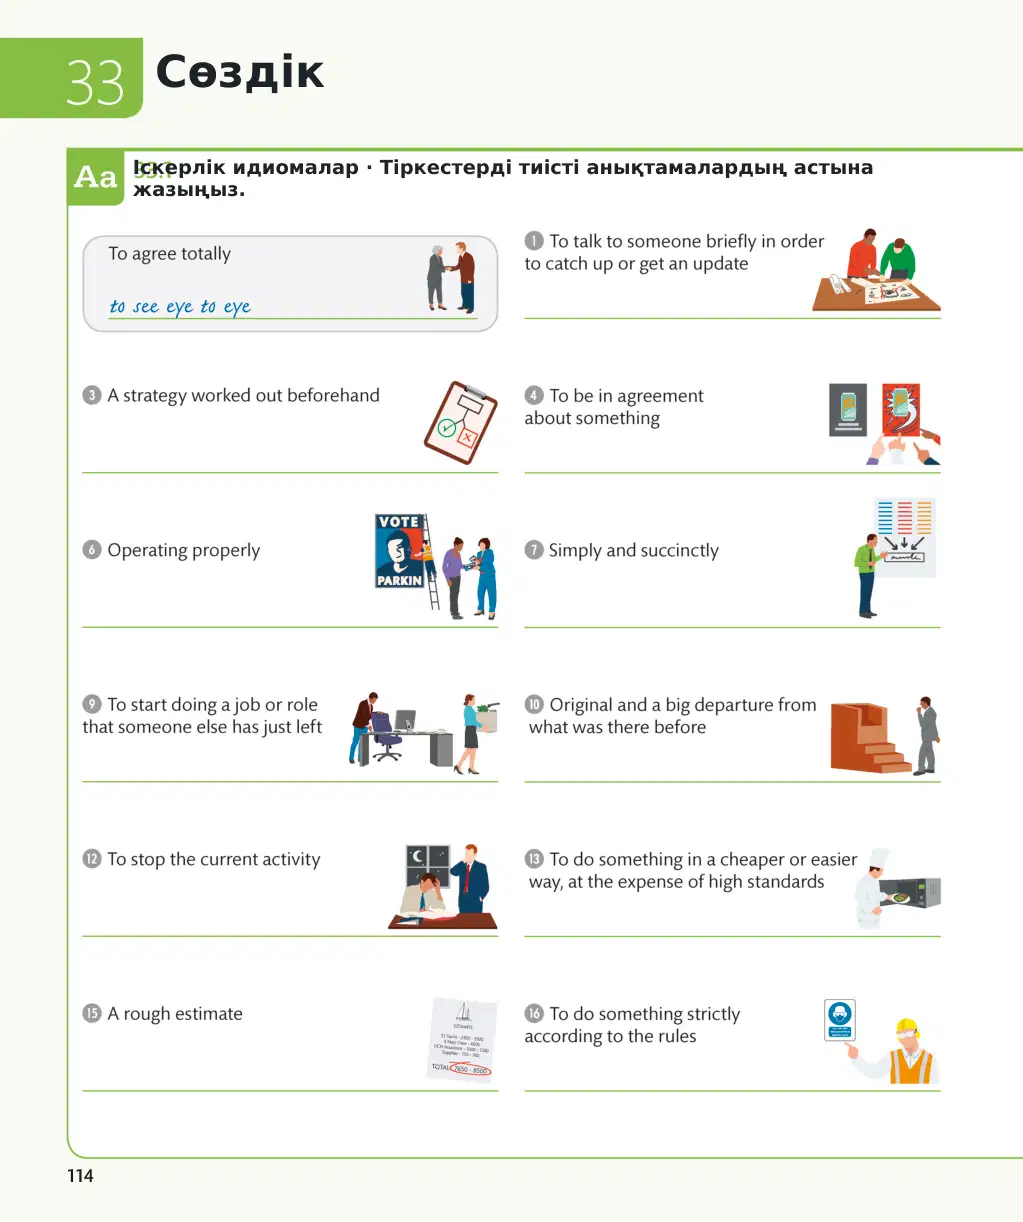 33
Сөздік
Aa
33.1
Іскерлік идиомалар · Тіркестерді тиісті анықтамалардың астына
жазыңыз.
To agree totally
to see eye to eye
1 To talk to someone briefly in order
to catch up or get an update
3 A strategy worked out beforehand
4 To be in agreement
about something
6 Operating properly
VOTE
PARKIN
7 Simply and succinctly
9 To start doing a job or role
that someone else has just left
10 Original and a big departure from
what was there before
12 To stop the current activity
13 To do something in a cheaper or easier
way, at the expense of high standards
15 A rough estimate
ESTIMATE
TOTAL 7650 - 8500
16 To do something strictly
according to the rules
114